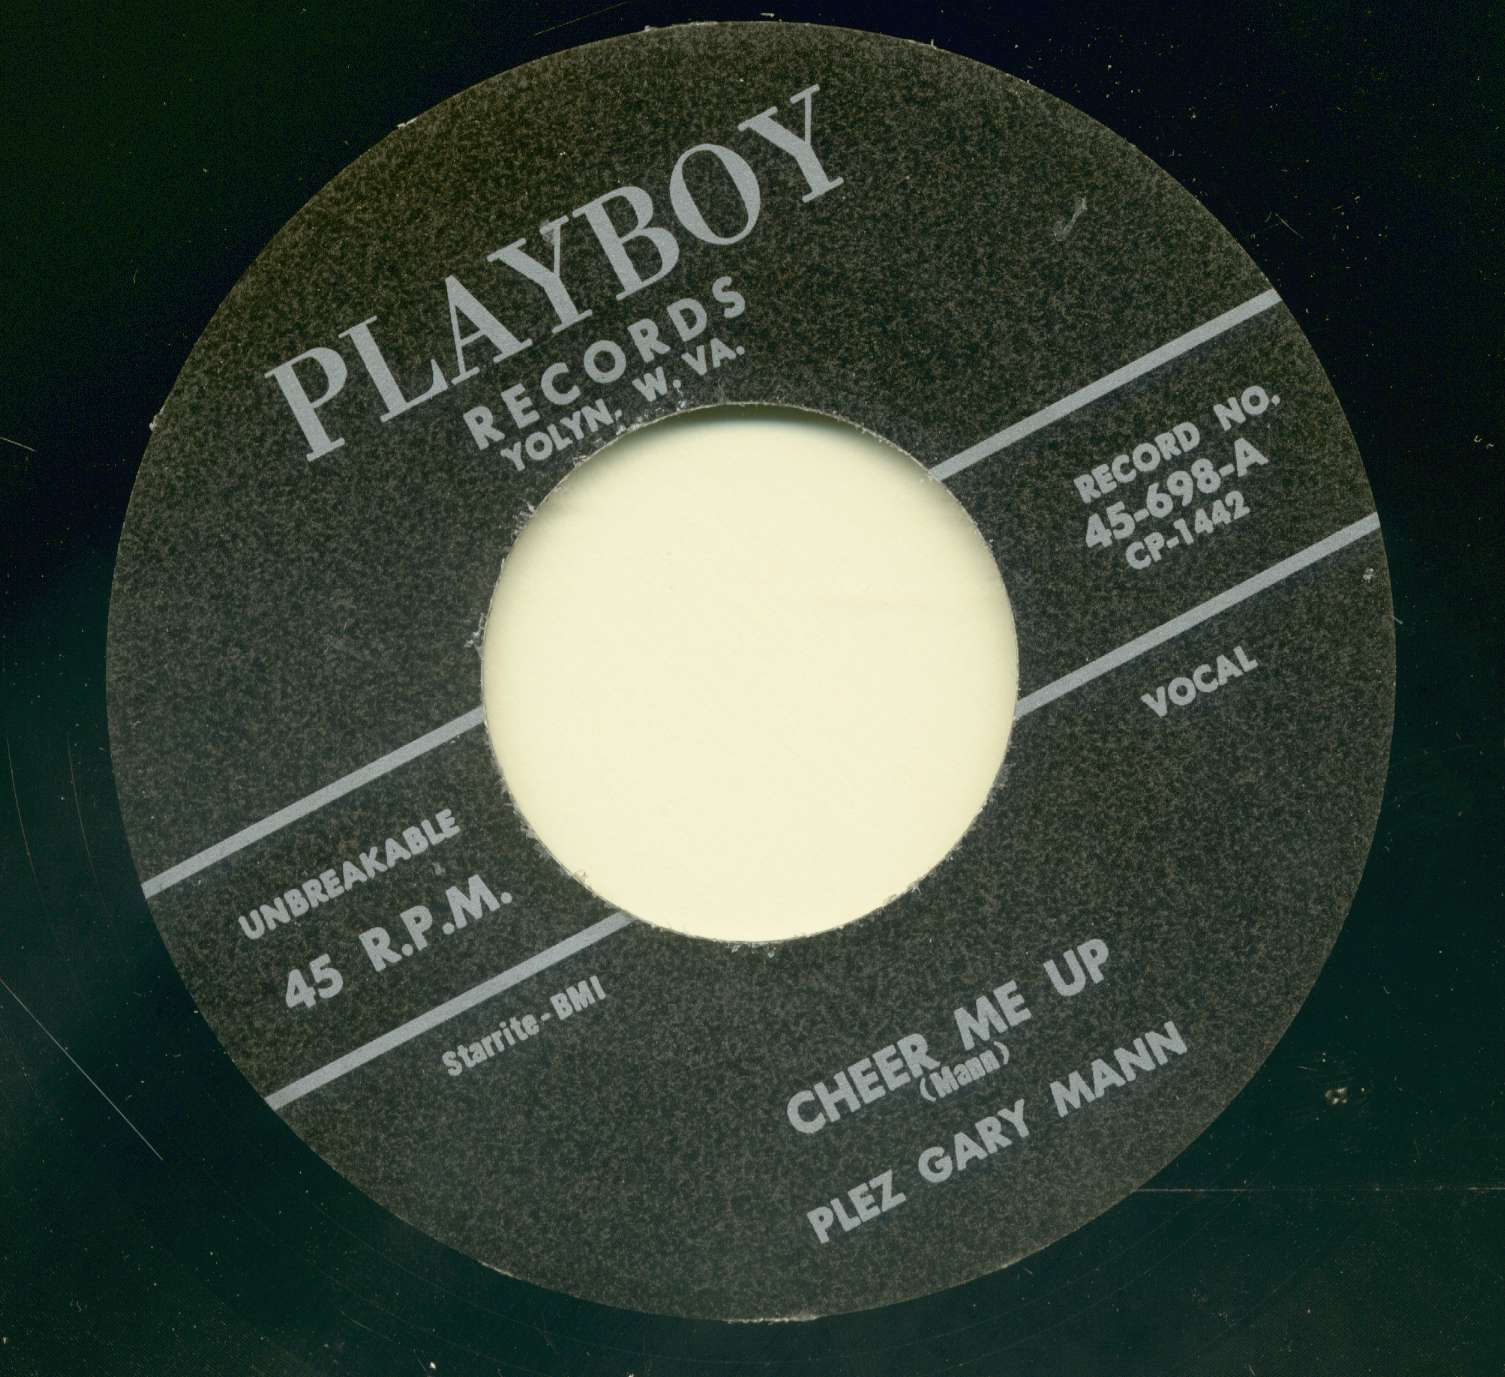 PLAYBOY
RECORDS
YOLYN, W. VA.
RECORD NO.
45-698-A
CP-1442
VOCAL
UNBREAKABLE
45 R.P.M.
Starrite-BMI
CHEER ME UP
(Mann)
PLEZ GARY MANN